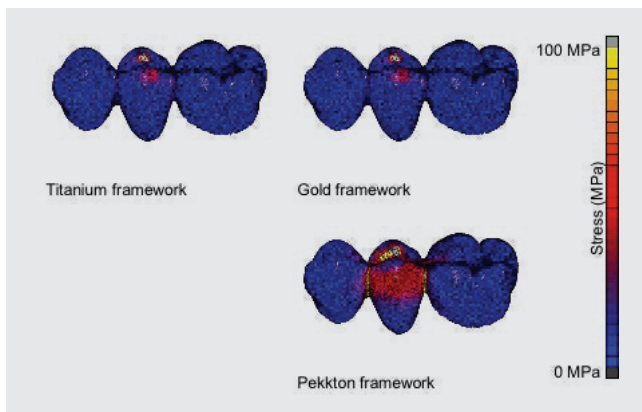 100 MPa
Titanium framework
Gold framework
Stress (MPa)
Pekkton framework
0 MPa